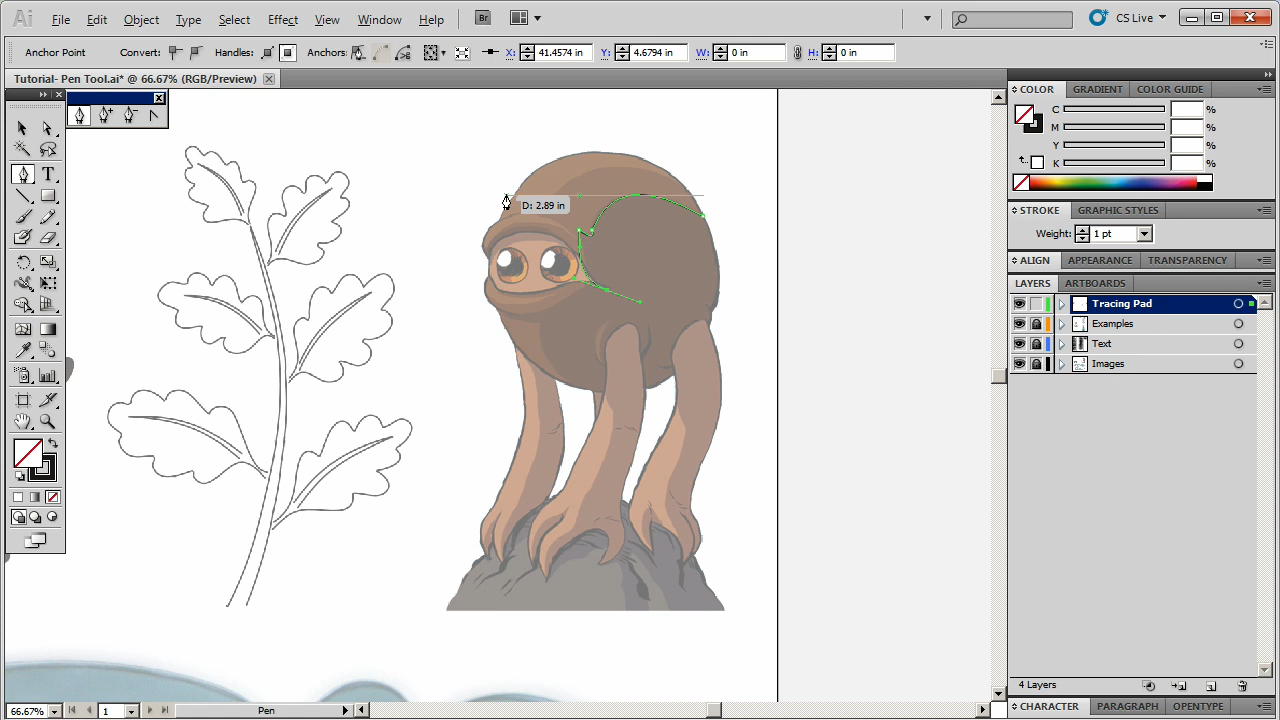 Ai File Edit Object Type Select Effect View Window Help Br CS Live
Anchor Point Convert: Handles: Anchors: X: 41.4574 in Y: 4.6794 in W: 0 in H: 0 in
Tutorial- Pen Tool.ai* @ 66.67% (RGB/Preview)
COLOR GRADIENT COLOR GUIDE
C %
M %
Y %
K %
T
D: 2.89 in
STROKE GRAPHIC STYLES
Weight: 1 pt
ALIGN APPEARANCE TRANSPARENCY
LAYERS ARTBOARDS
Tracing Pad
Examples
Text
Images
4 Layers
CHARACTER PARAGRAPH OPENTYPE
66.67% 1 Pen